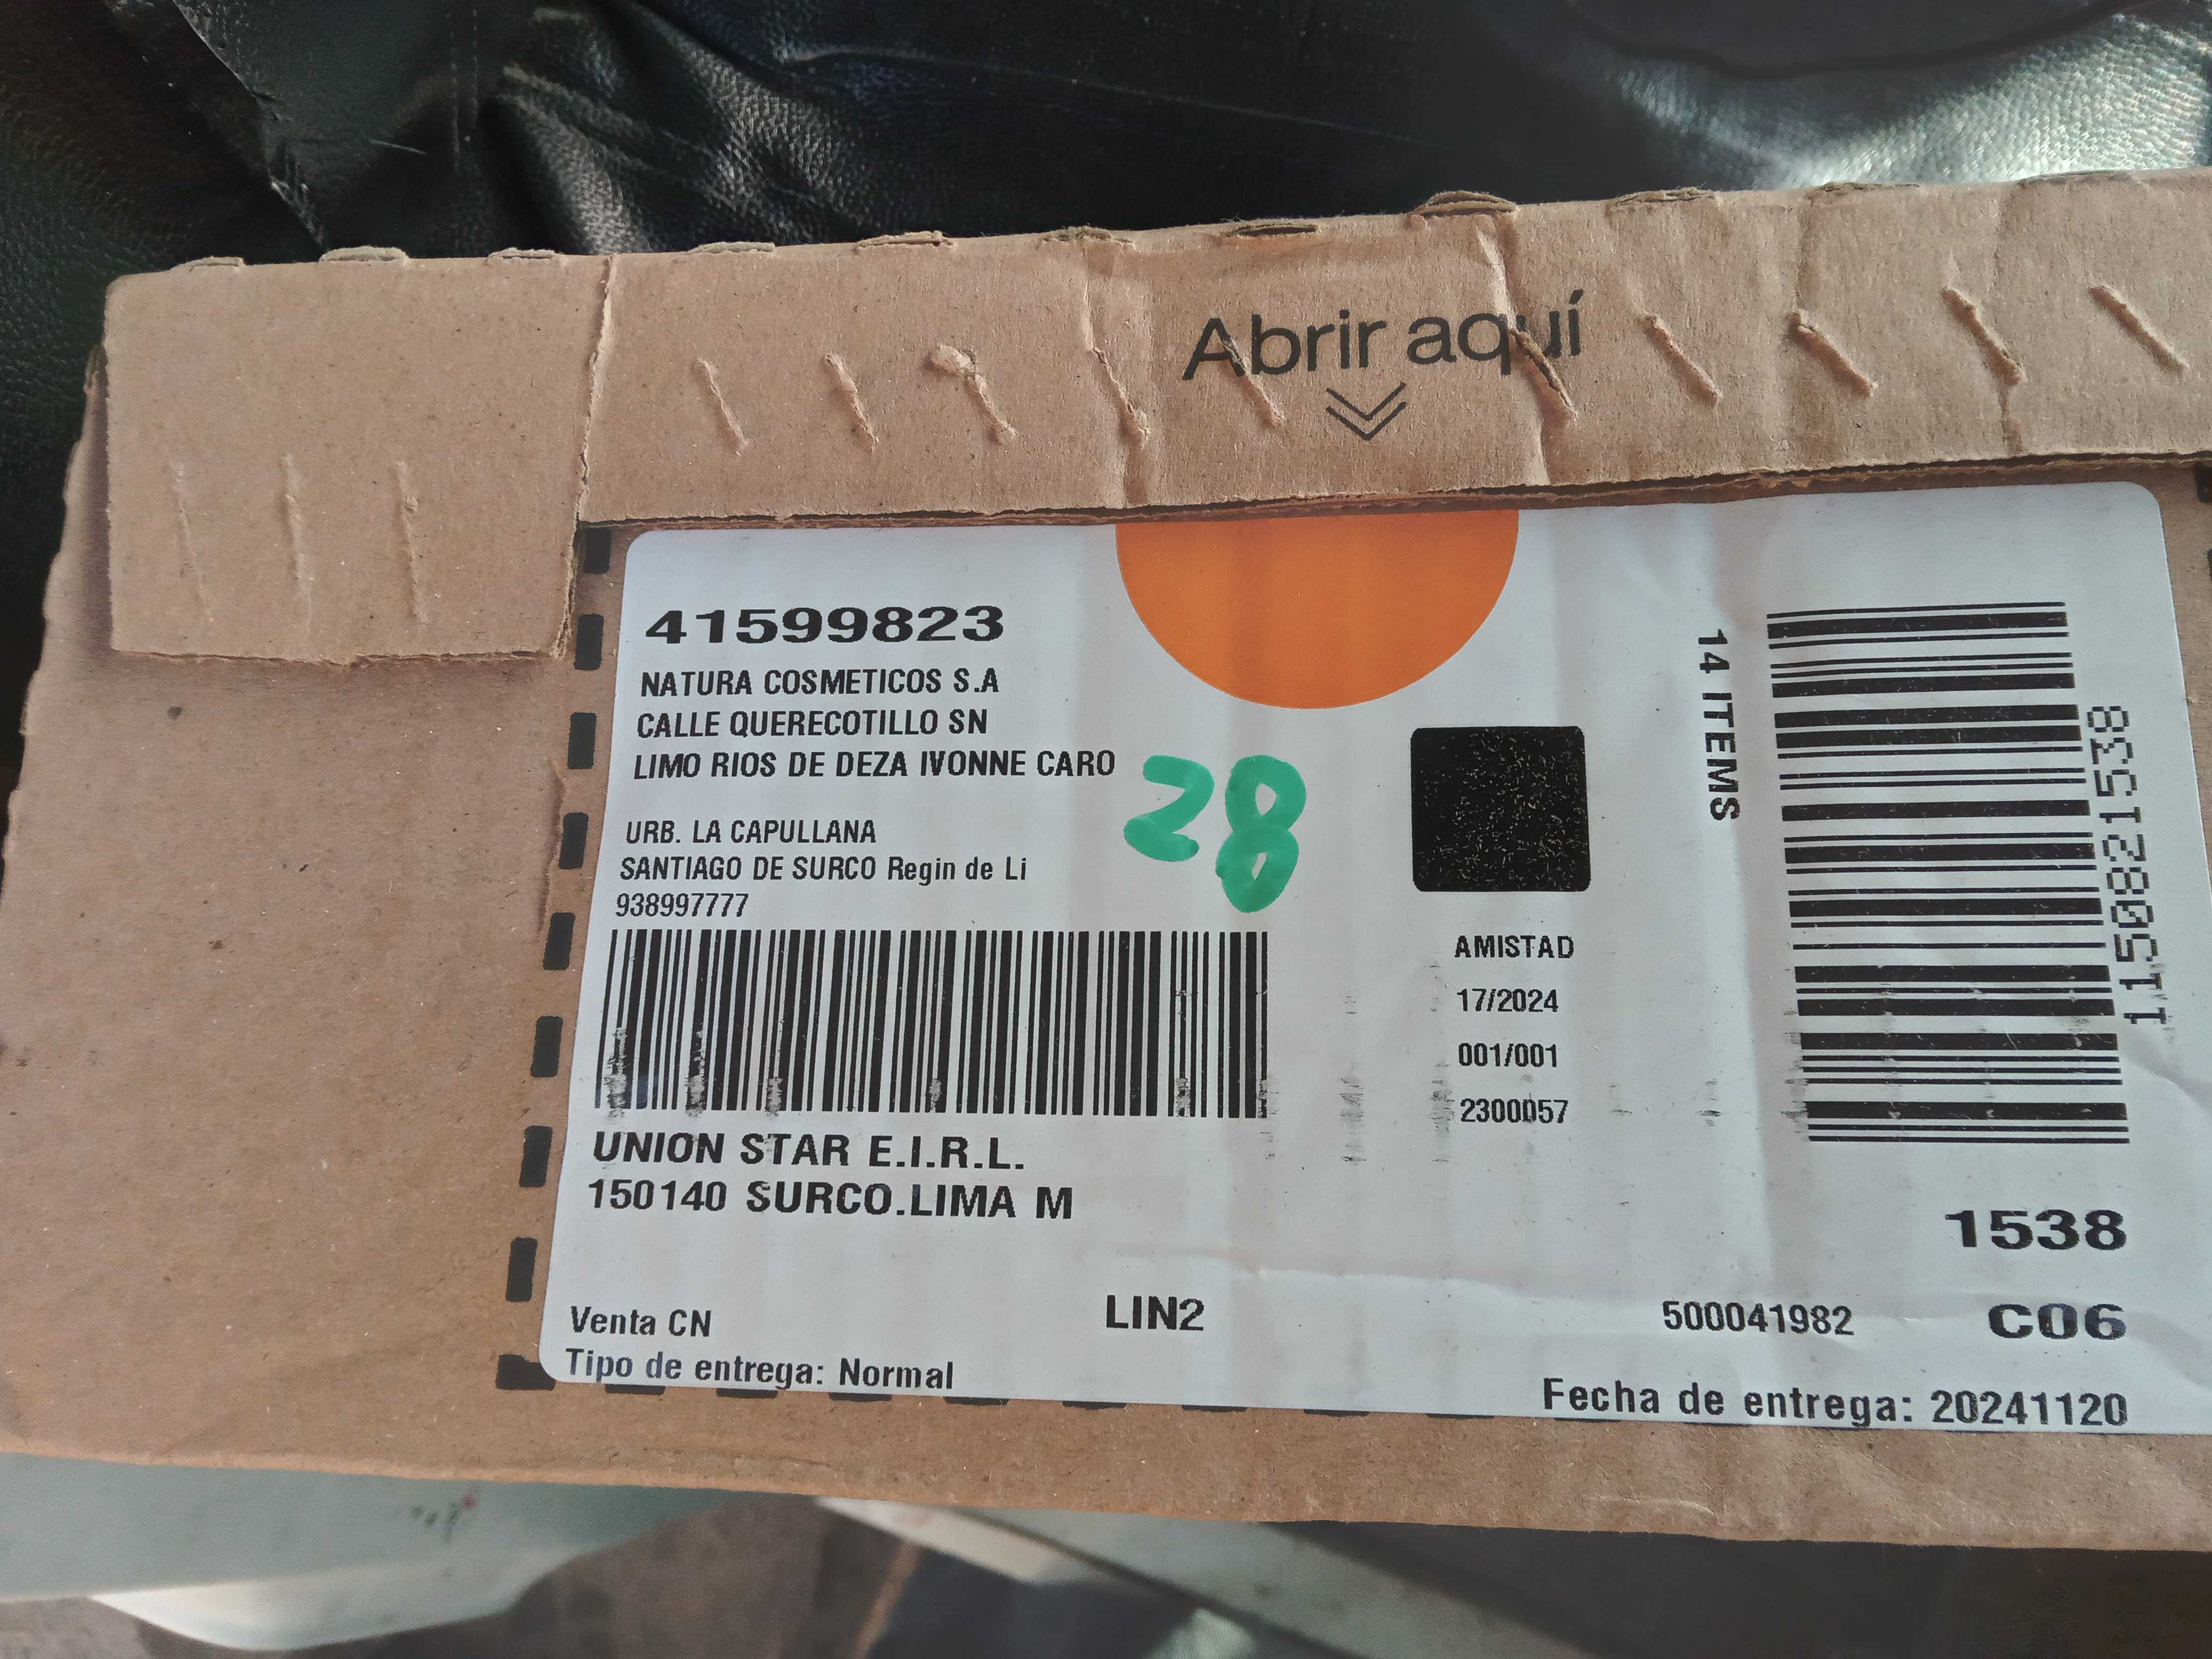 Abrir aquí
41599823
NATURA COSMETICOS S.A
CALLE QUERECOTILLO SN
LIMO RIOS DE DEZA IVONNE CARO
28
URB. LA CAPULLANA
SANTIAGO DE SURCO Regin de Li
938997777
UNION STAR E.I.R.L.
150140 SURCO.LIMA M
AMISTAD
17/2024
001/001
2300057
14 ITEMS
1150821538
1538
Venta CN
LIN2
500041982
C06
Tipo de entrega: Normal
Fecha de entrega: 20241120